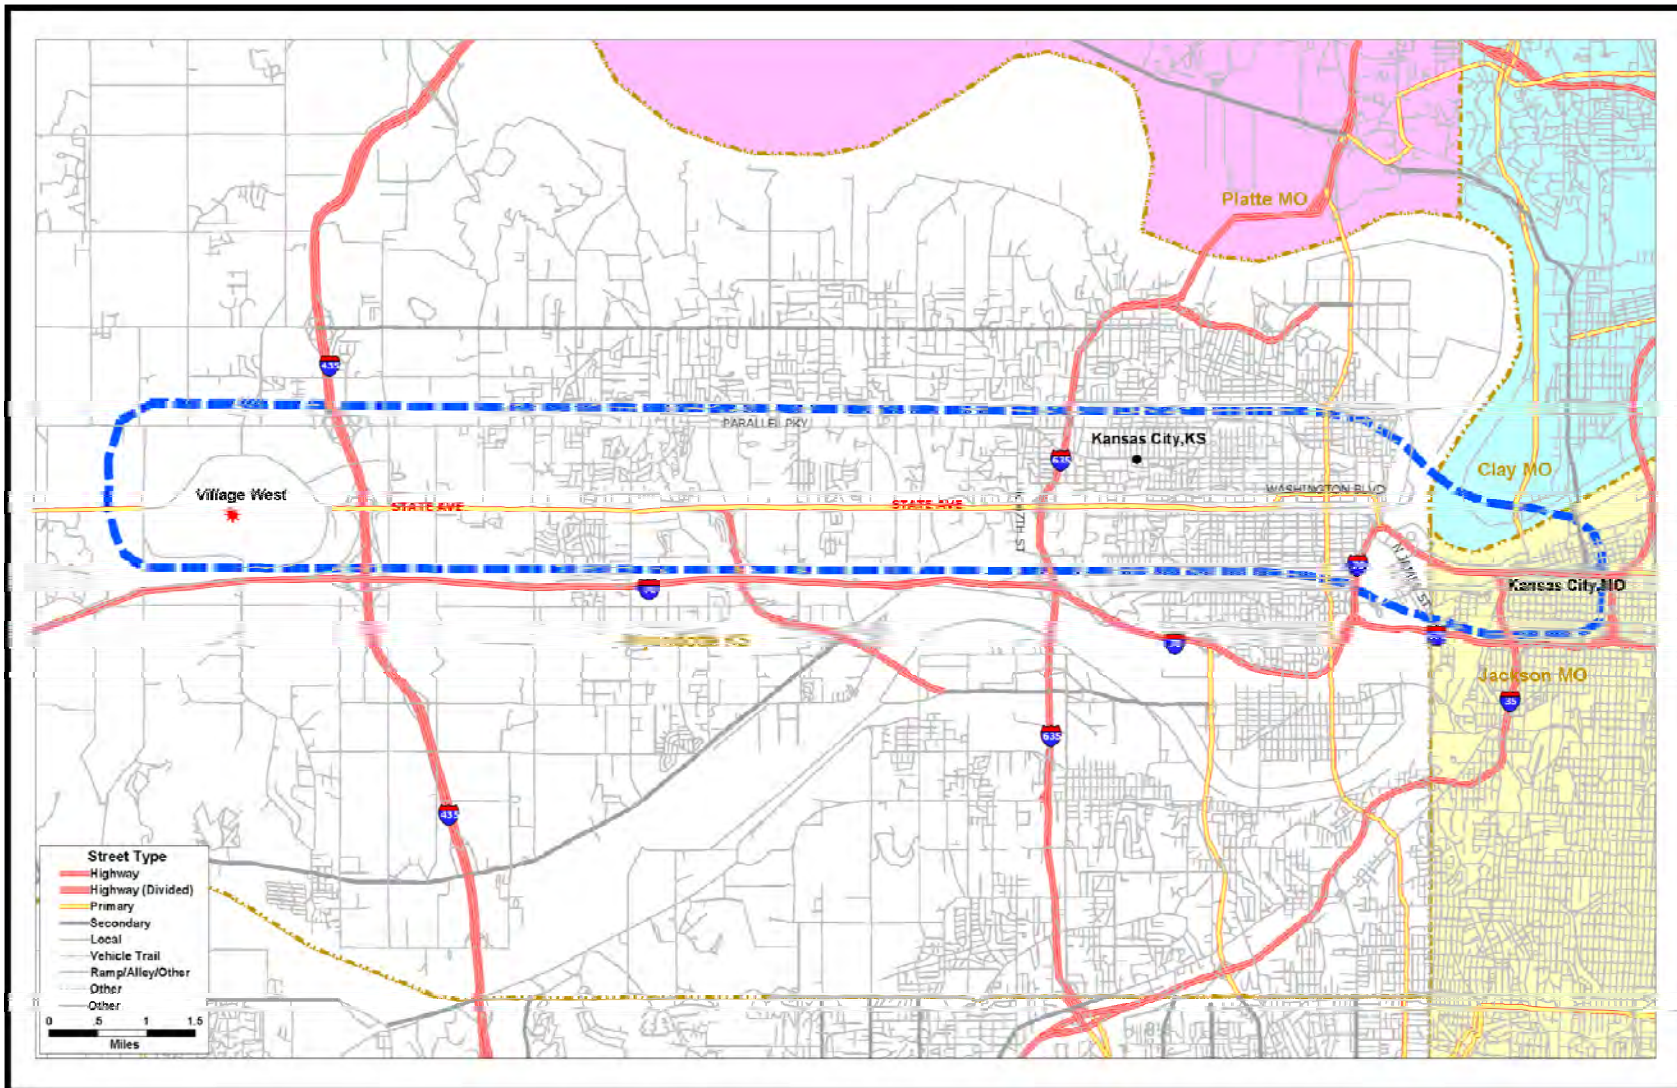 Platte MO
435
PARALLEL PKY
Kansas City,KS
635
Clay MO
Village West
WASHINGTON BLVD
STATE AVE
STATE AVE
Kansas City,MO
Jackson MO
35
635
435
Street Type
Highway
Highway (Divided)
Primary
Secondary
Local
Vehicle Trail
Ramp/Alley/Other
Other
Other
0 .5 1 1.5
Miles